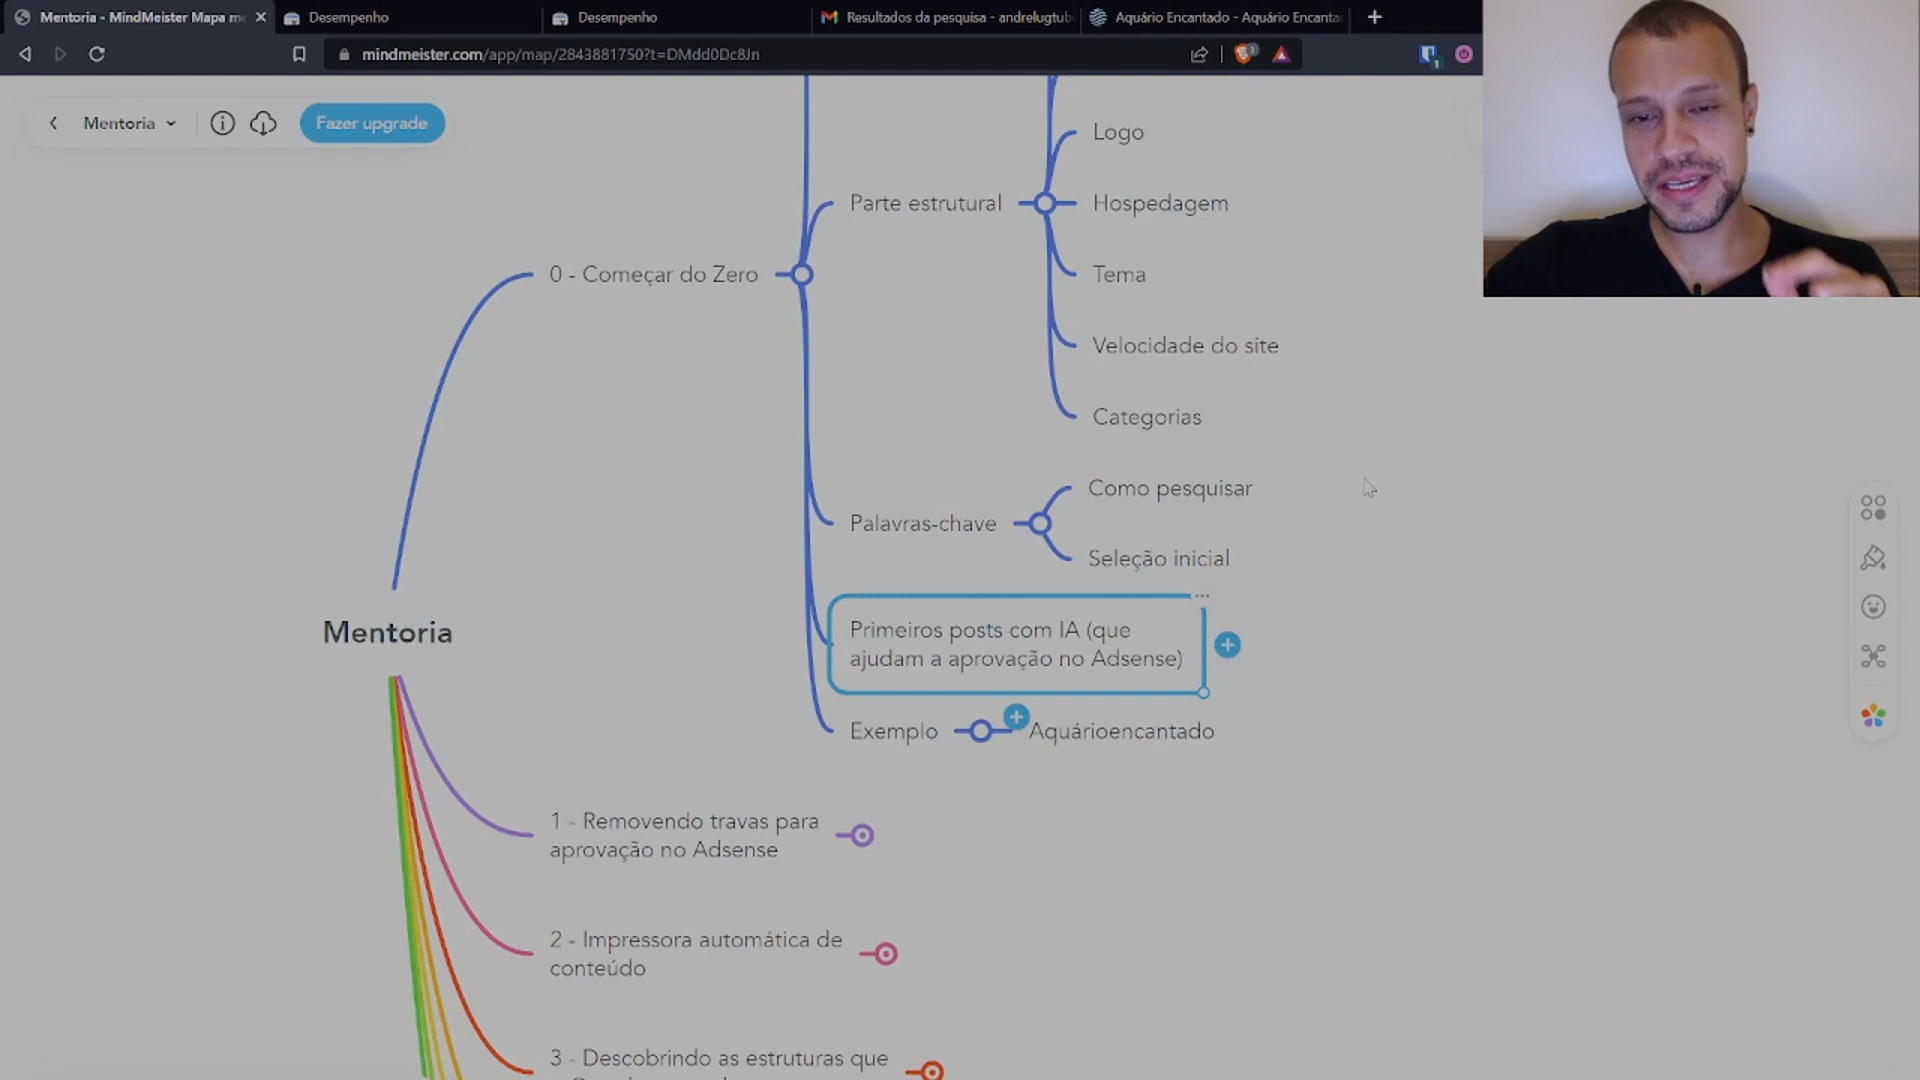 Mentoria - MindMeister Mapa me
Desempenho
Desempenho
Resultados da pesquisa - andrelugtub
Aquário Encantado - Aquário Encanta
mindmeister.com/app/map/2843881750?t=DMdd0Dc8Jn
1
1
Mentoria
Fazer upgrade
Logo
Parte estrutural
Hospedagem
0 - Começar do Zero
Tema
Velocidade do site
Categorias
Como pesquisar
Palavras-chave
Seleção inicial
Primeiros posts com IA (que
ajudam a aprovação no Adsense)
Mentoria
Exemplo
Aquárioencantado
1 - Removendo travas para
aprovação no Adsense
2 - Impressora automática de
conteúdo
3 - Descobrindo as estruturas que